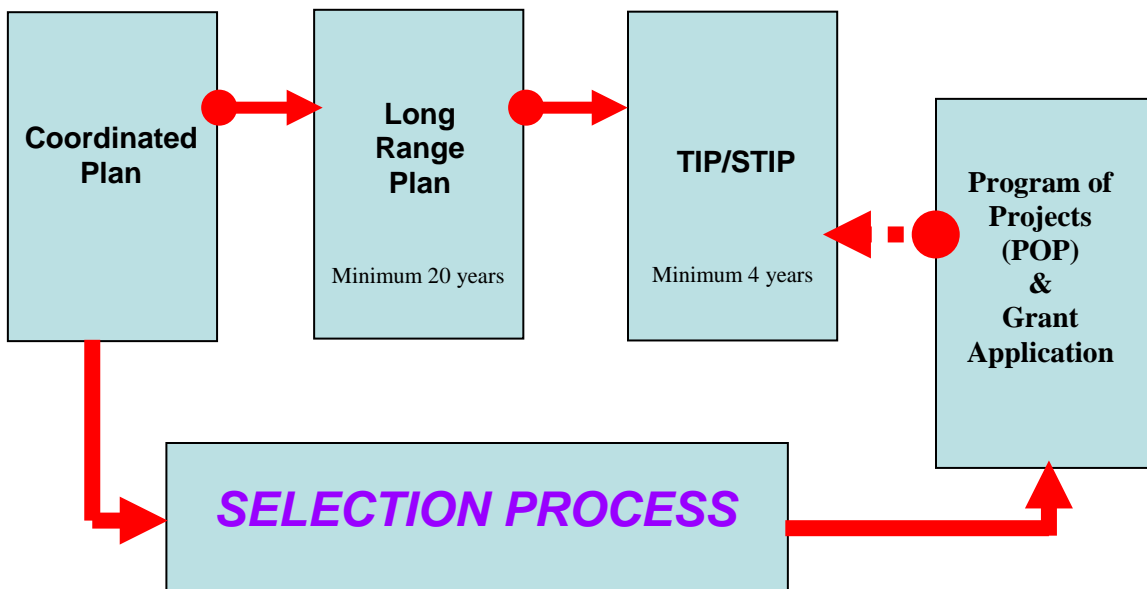 Coordinated
Plan
Long
Range
Plan
Minimum 20 years
TIP/STIP
Minimum 4 years
Program of
Projects
(POP)
&
Grant
Application
SELECTION PROCESS